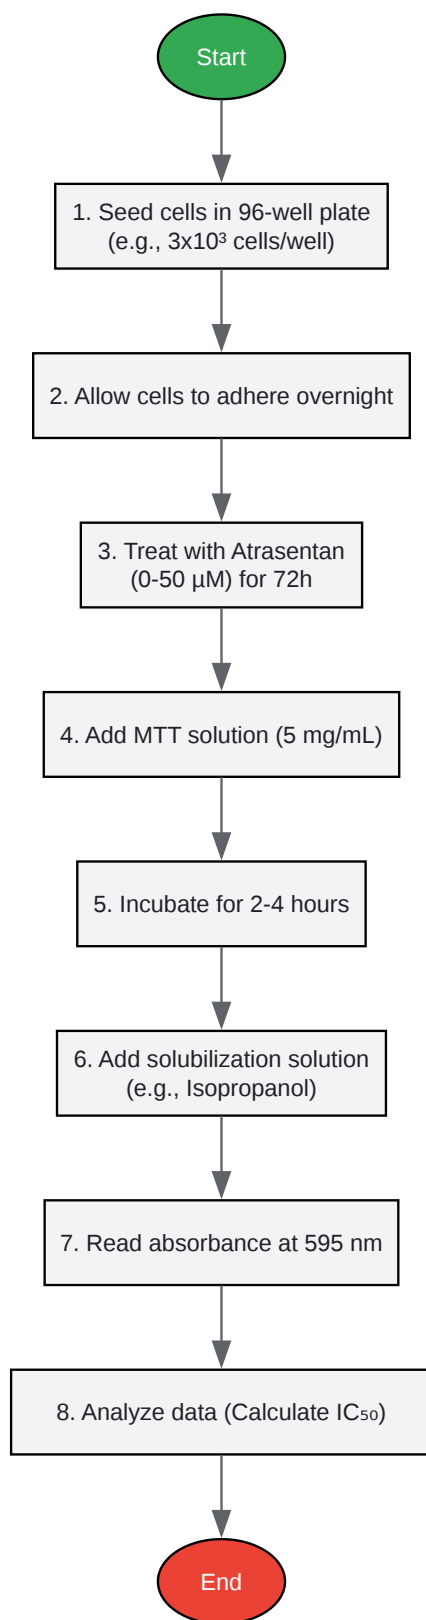 Start
1. Seed cells in 96-well plate
(e.g., 3x10³ cells/well)
2. Allow cells to adhere overnight
3. Treat with Atrasentan
(0-50 µM) for 72h
4. Add MTT solution (5 mg/mL)
5. Incubate for 2-4 hours
6. Add solubilization solution
(e.g., Isopropanol)
7. Read absorbance at 595 nm
8. Analyze data (Calculate IC₅₀)
End